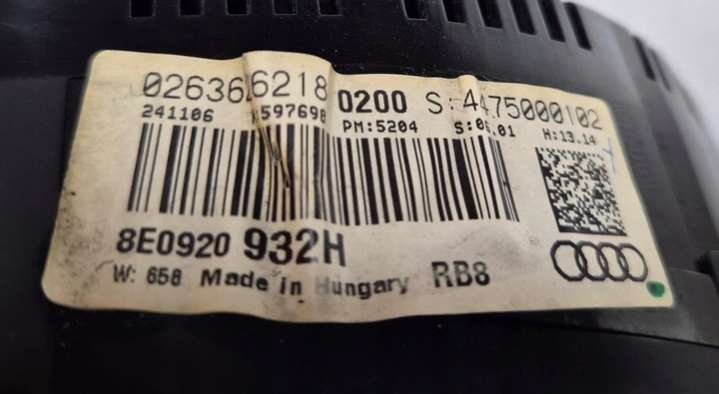 0263626218 0200 S:4475000102
241106 597698 PM:5204 S:05.01 H:13.14
8E0920 932H
W: 658 Made in Hungary RB8